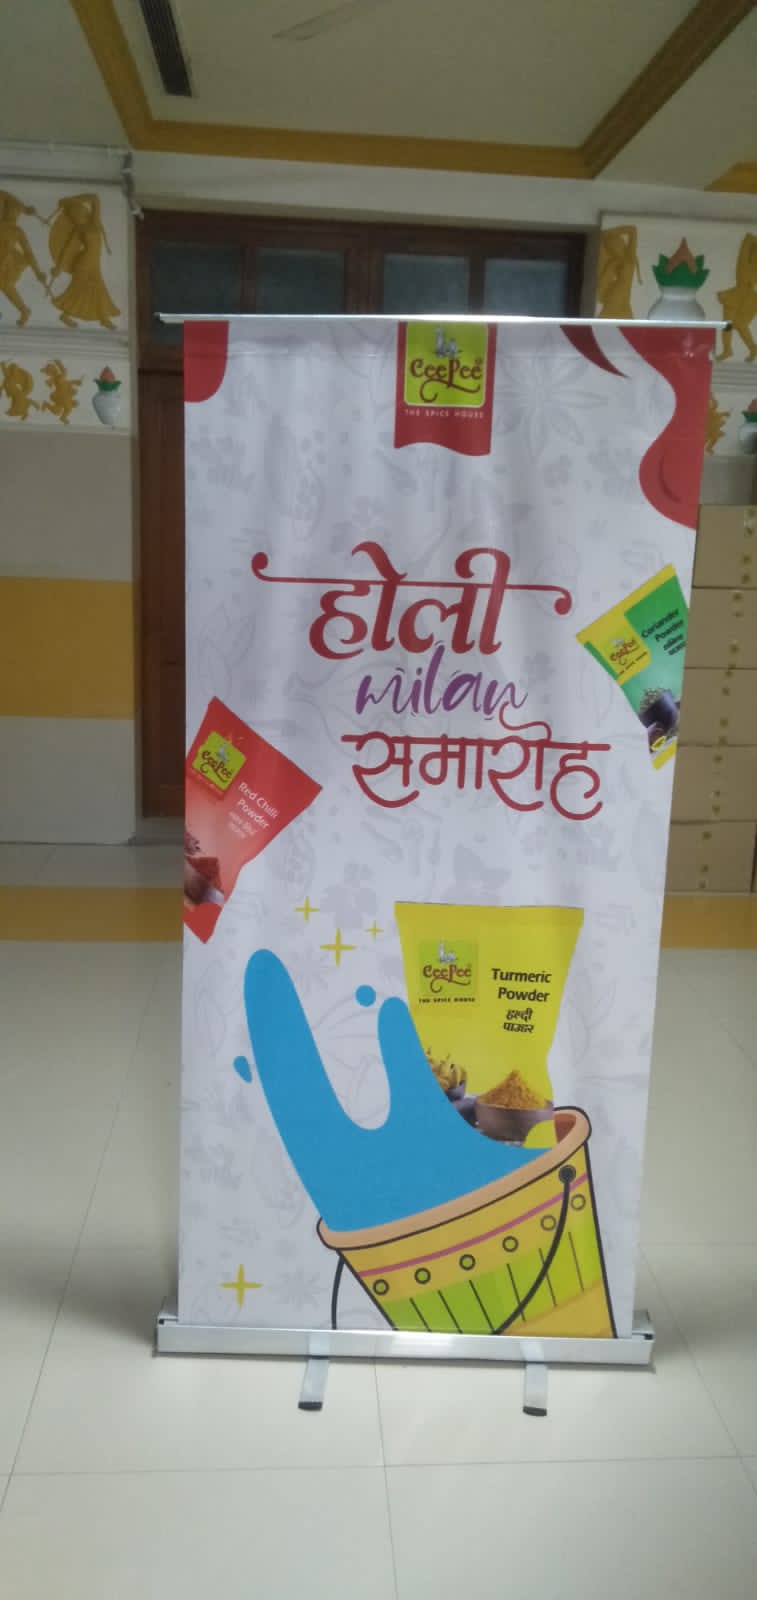 CeePee
THE SPICE HOUSE
होली
milan
समारोह
CeePee
Coriander
Powder
CeePee
Red Chilli
Powder
CeePee
THE SPICE HOUSE
Turmeric
Powder
हल्दी
पाउडर